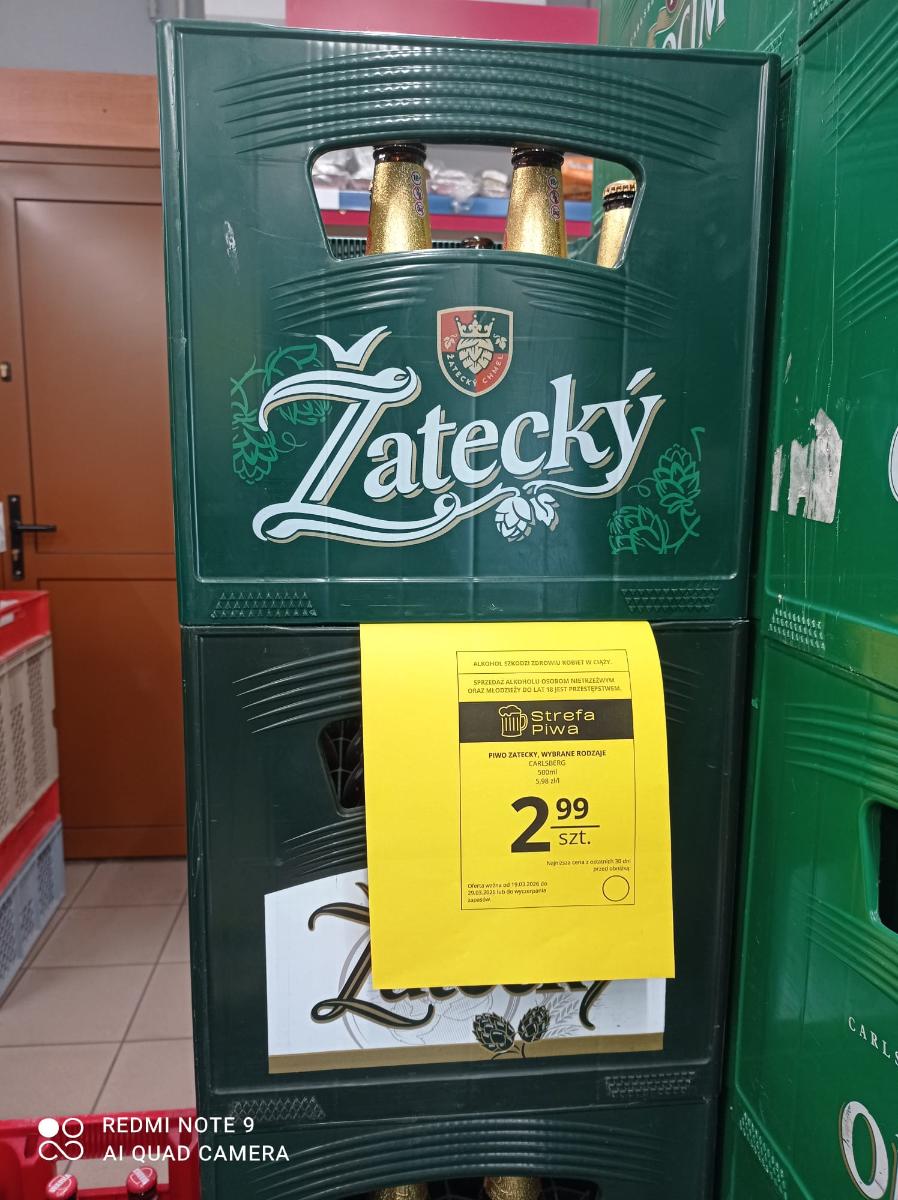 ŽATECKÝ CHMEL
Žatecký
ALKOHOL SZKODZI ZDROWIU KOBIET W CIĄŻY.
SPRZEDAŻ ALKOHOLU OSOBOM NIETRZEŹWYM
ORAZ MŁODZIEŻY DO LAT 18 JEST PRZESTĘPSTWEM.
Strefa
Piwa
PIWO ZATECKY, WYBRANE RODZAJE
CARLSBERG
500ml
5,98 zł/l
2 99
szt.
Najniższa cena z ostatnich 30 dni
przed obniżką:
Oferta ważna od 19.03.2026 do
29.03.2026 lub do wyczerpania
zapasów.
CARLS
REDMI NOTE 9
AI QUAD CAMERA